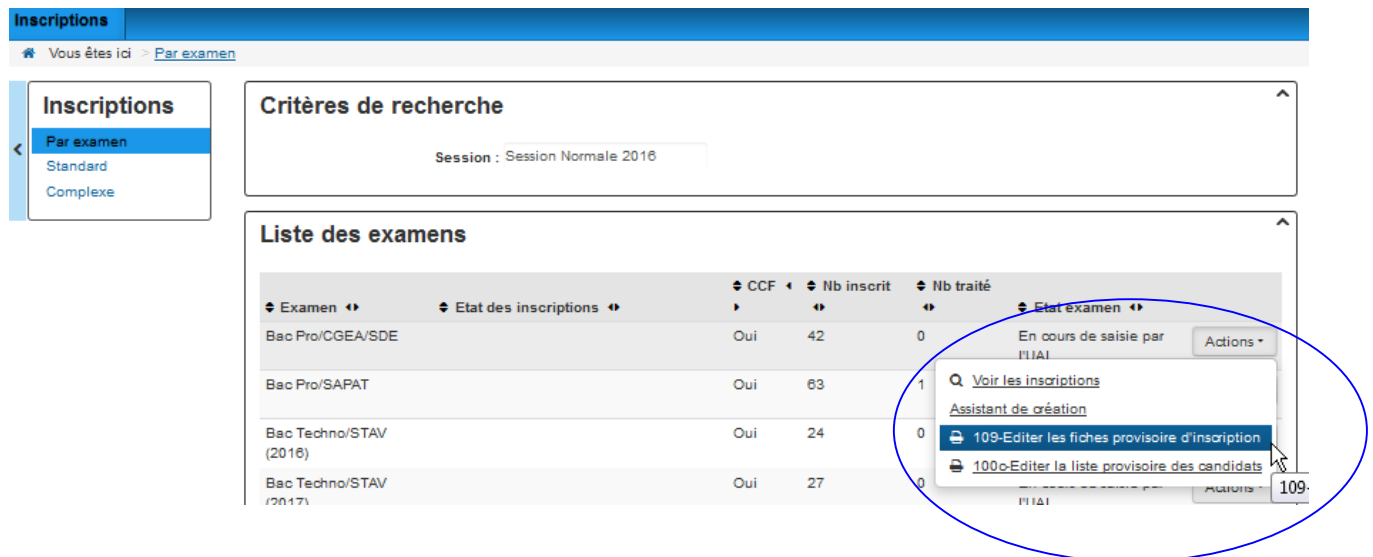 Inscriptions
Vous êtes ici > Par examen
Inscriptions
Par examen
Standard
Complexe
Critères de recherche
Session : Session Normale 2016
Liste des examens
Examen
Etat des inscriptions
CCF
Nb inscrit
Nb traité
Etat examen
Bac Pro/CGEA/SDE Oui 42 0 En cours de saisie par
l'UAI
Actions
Bac Pro/SAPAT Oui 63 1
Voir les inscriptions
Assistant de création
109-Editer les fiches provisoire d'inscription
100c-Editer la liste provisoire des candidats
109-
Bac Techno/STAV Oui 24 0
(2016)
Bac Techno/STAV Oui 27 0
(2017)
Actions
l'UAI